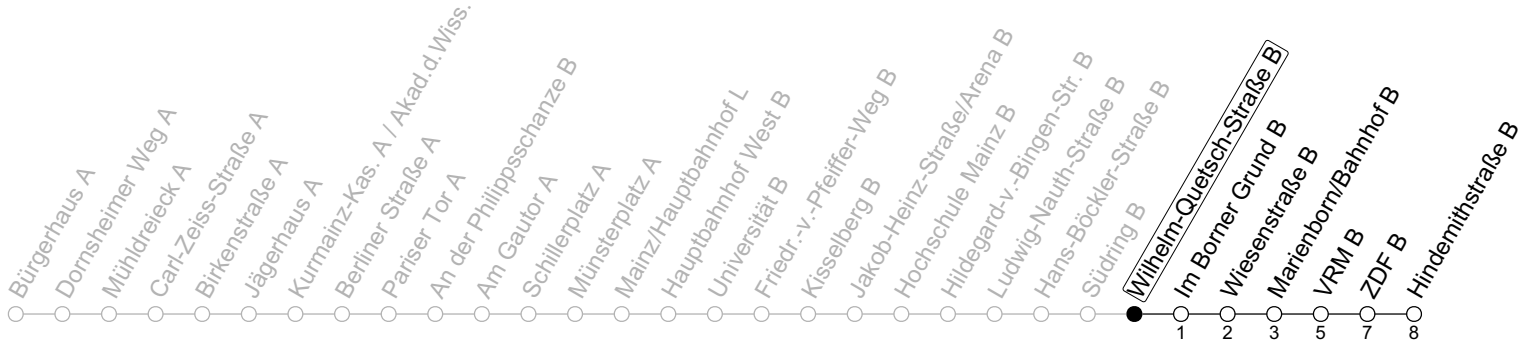 Bürgerhaus A
Dornsheimer Weg A
Mühldreieck A
Carl-Zeiss-Straße A
Birkenstraße A
Jägerhaus A
Kurmainz-Kas. A / Akad.d.Wiss.
Berliner Straße A
Pariser Tor A
An der Philippsschanze B
Am Gautor A
Schillerplatz A
Münsterplatz A
Mainz/Hauptbahnhof L
Hauptbahnhof West B
Universität B
Friedr.-v.-Pfeiffer-Weg B
Kisselberg B
Jakob-Heinz-Straße/Arena B
Hochschule Mainz B
Hildegard-v.-Bingen-Str. B
Ludwig-Nauth-Straße B
Hans-Böckler-Straße B
Südring B
Wilhelm-Quetsch-Straße B
Im Borner Grund B
Wiesenstraße B
Marienborn/Bahnhof B
VRM B
ZDF B
Hindemithstraße B
1 2 3 5 7 8